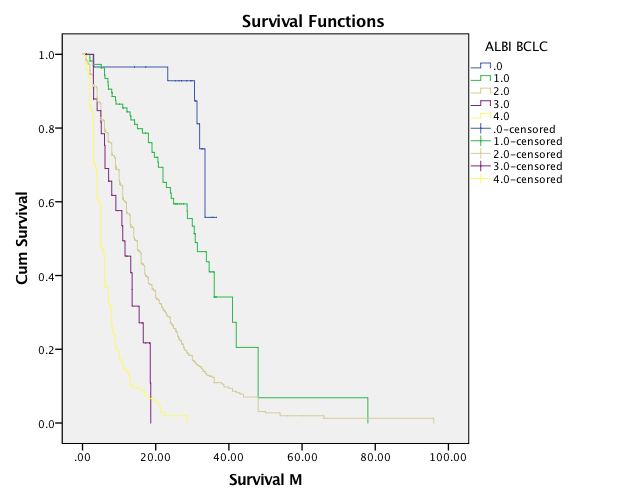 Survival Functions
ALBI BCLC
.0
1.0
2.0
3.0
4.0
.0-censored
1.0-censored
2.0-censored
3.0-censored
4.0-censored
Cum Survival
1.0
0.8
0.6
0.4
0.2
0.0
.00 20.00 40.00 60.00 80.00 100.00
Survival M